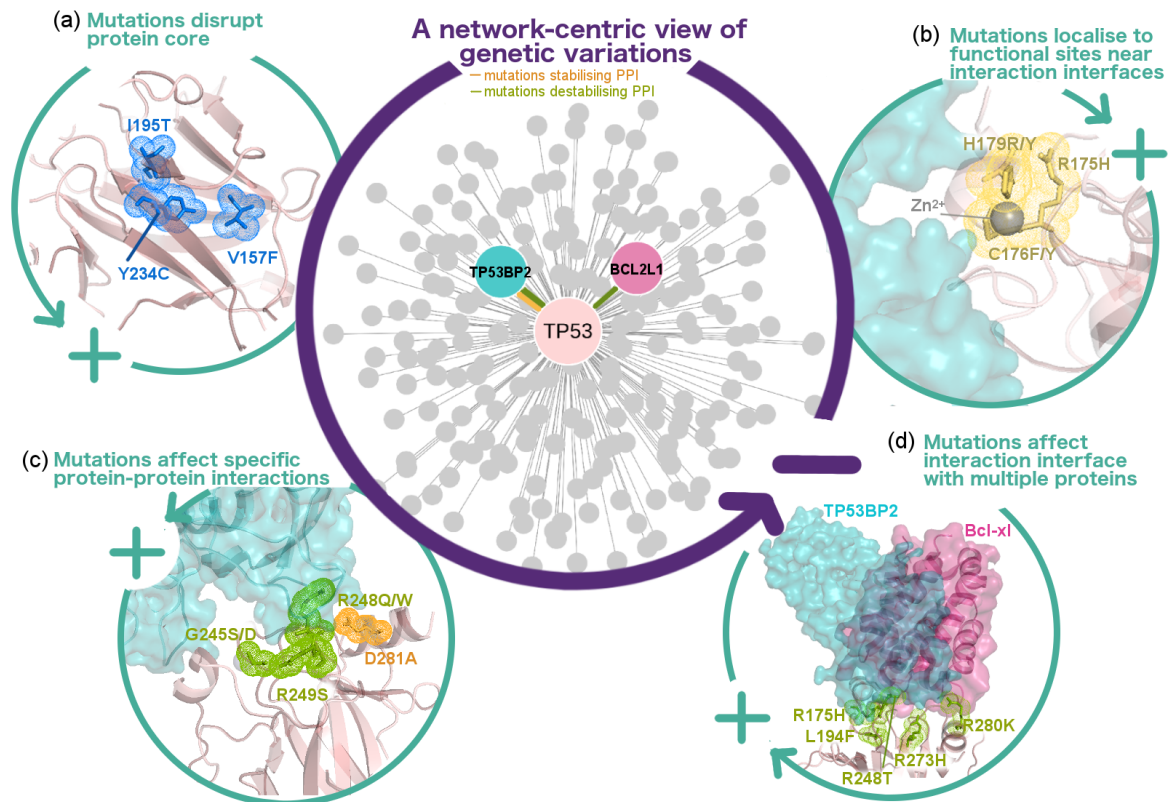 (a) Mutations disrupt
protein core
I195T
Y234C
V157F
A network-centric view of
genetic variations
mutations stabilising PPI
mutations destabilising PPI
TP53BP2
BCL2L1
TP53
(b) Mutations localise to
functional sites near
interaction interfaces
H179R/Y
R175H
Zn²⁺
C176F/Y
(c) Mutations affect specific
protein-protein interactions
R248Q/W
G245S/D
D281A
R249S
(d) Mutations affect
interaction interface
with multiple proteins
TP53BP2
Bcl-xl
R175H
L194F
R280K
R273H
R248T